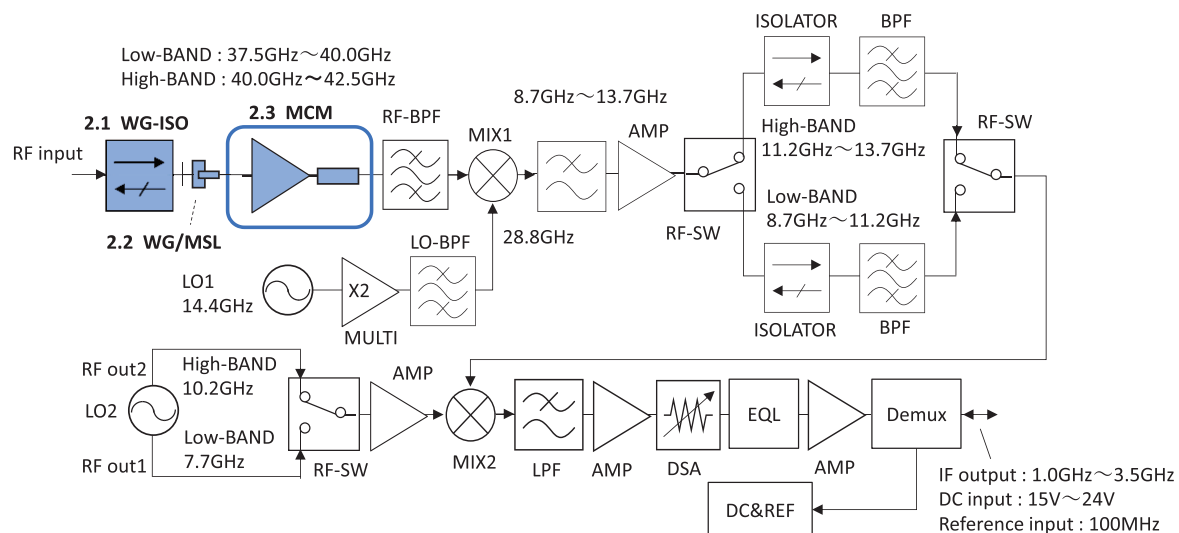 Low-BAND : 37.5GHz～40.0GHz
High-BAND : 40.0GHz～42.5GHz
2.1 WG-ISO
2.3 MCM
RF input
2.2 WG/MSL
RF-BPF
MIX1
8.7GHz～13.7GHz
AMP
ISOLATOR
BPF
High-BAND
11.2GHz～13.7GHz
RF-SW
RF-SW
Low-BAND
8.7GHz～11.2GHz
ISOLATOR
BPF
28.8GHz
LO-BPF
LO1
14.4GHz
X2
MULTI
RF out2
High-BAND
10.2GHz
LO2
Low-BAND
7.7GHz
RF out1
RF-SW
AMP
MIX2
LPF
AMP
DSA
EQL
AMP
Demux
DC&REF
IF output : 1.0GHz～3.5GHz
DC input : 15V～24V
Reference input : 100MHz